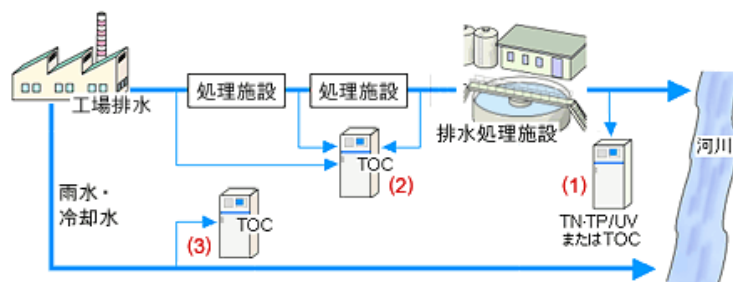 工場排水
処理施設
処理施設
排水処理施設
河川
TOC
(2)
(1)
TN・TP/UV
またはTOC
雨水・
冷却水
TOC
(3)